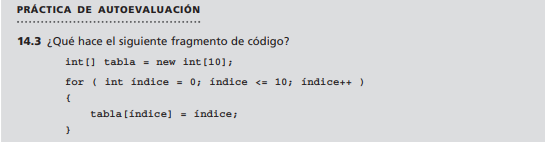 PRÁCTICA DE AUTOEVALUACIÓN
14.3 ¿Qué hace el siguiente fragmento de código?
int[] tabla = new int[10];
for ( int índice = 0; índice <= 10; índice++ )
{
tabla[índice] = índice;
}